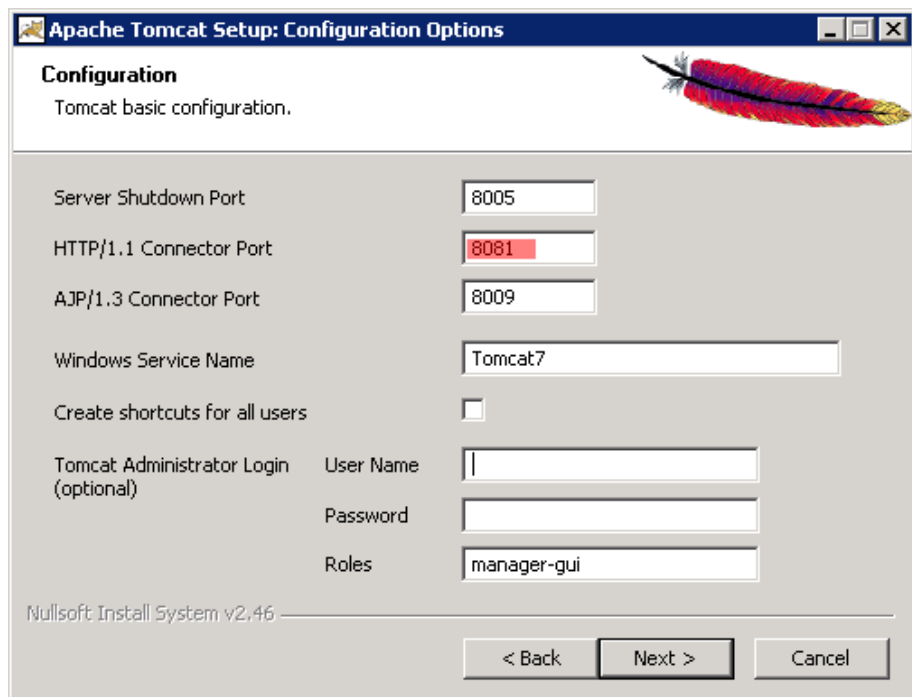 Apache Tomcat Setup: Configuration Options
Configuration
Tomcat basic configuration.
Server Shutdown Port 8005
HTTP/1.1 Connector Port 8081
AJP/1.3 Connector Port 8009
Windows Service Name Tomcat7
Create shortcuts for all users
Tomcat Administrator Login User Name
(optional)
Password
Roles manager-gui
Nullsoft Install System v2.46
< Back Next > Cancel